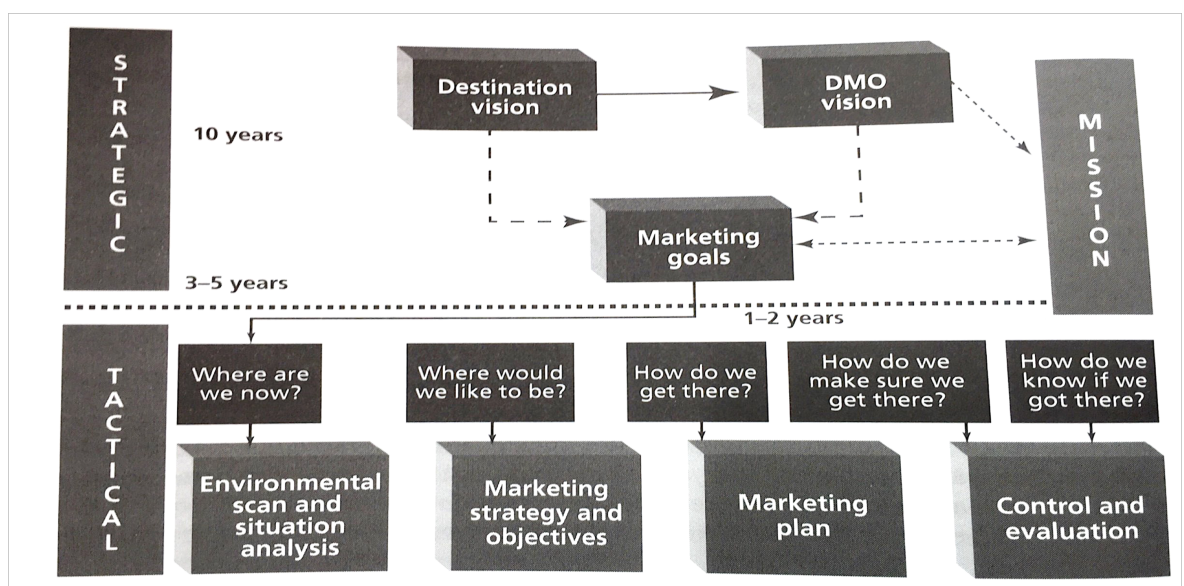 STRATEGIC
Destination
vision
DMO
vision
MISSION
10 years
Marketing
goals
3–5 years
1–2 years
TACTICAL
Where are
we now?
Where would
we like to be?
How do we
get there?
How do we
make sure we
get there?
How do we
know if we
got there?
Environmental
scan and
situation
analysis
Marketing
strategy and
objectives
Marketing
plan
Control and
evaluation